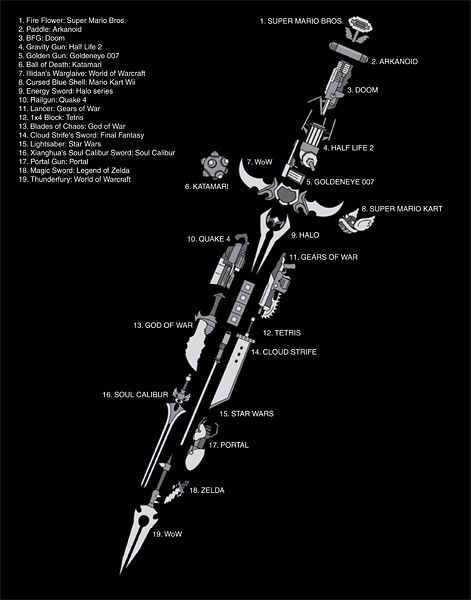 1. Fire Flower: Super Mario Bros.
2. Paddle: Arkanoid
3. BFG: Doom
4. Gravity Gun: Half Life 2
5. Golden Gun: Goldeneye 007
6. Ball of Death: Katamari
7. Illidan's Warglaive: World of Warcraft
8. Cursed Blue Shell: Mario Kart Wii
9. Energy Sword: Halo series
10. Railgun: Quake 4
11. Lancer: Gears of War
12. 1x4 Block: Tetris
13. Blades of Chaos: God of War
14. Cloud Strife's Sword: Final Fantasy
15. Lightsaber: Star Wars
16. Xianghua's Soul Calibur Sword: Soul Calibur
17. Portal Gun: Portal
18. Magic Sword: Legend of Zelda
19. Thunderfury: World of Warcraft
1. SUPER MARIO BROS.
2. ARKANOID
3. DOOM
4. HALF LIFE 2
7. WoW
5. GOLDENEYE 007
6. KATAMARI
8. SUPER MARIO KART
9. HALO
10. QUAKE 4
11. GEARS OF WAR
13. GOD OF WAR
12. TETRIS
14. CLOUD STRIFE
16. SOUL CALIBUR
15. STAR WARS
17. PORTAL
18. ZELDA
19. WoW